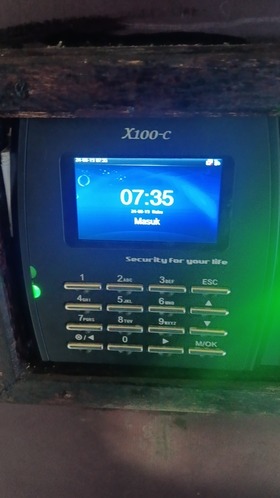 X100-C
07:35
Masuk
Security for your life
1 2ABC 3DEF ESC
4GHI 5JKL 6MNO ▲
7PQRS 8TUV 9WXYZ ▼
/◀ 0 ▶ M/OK